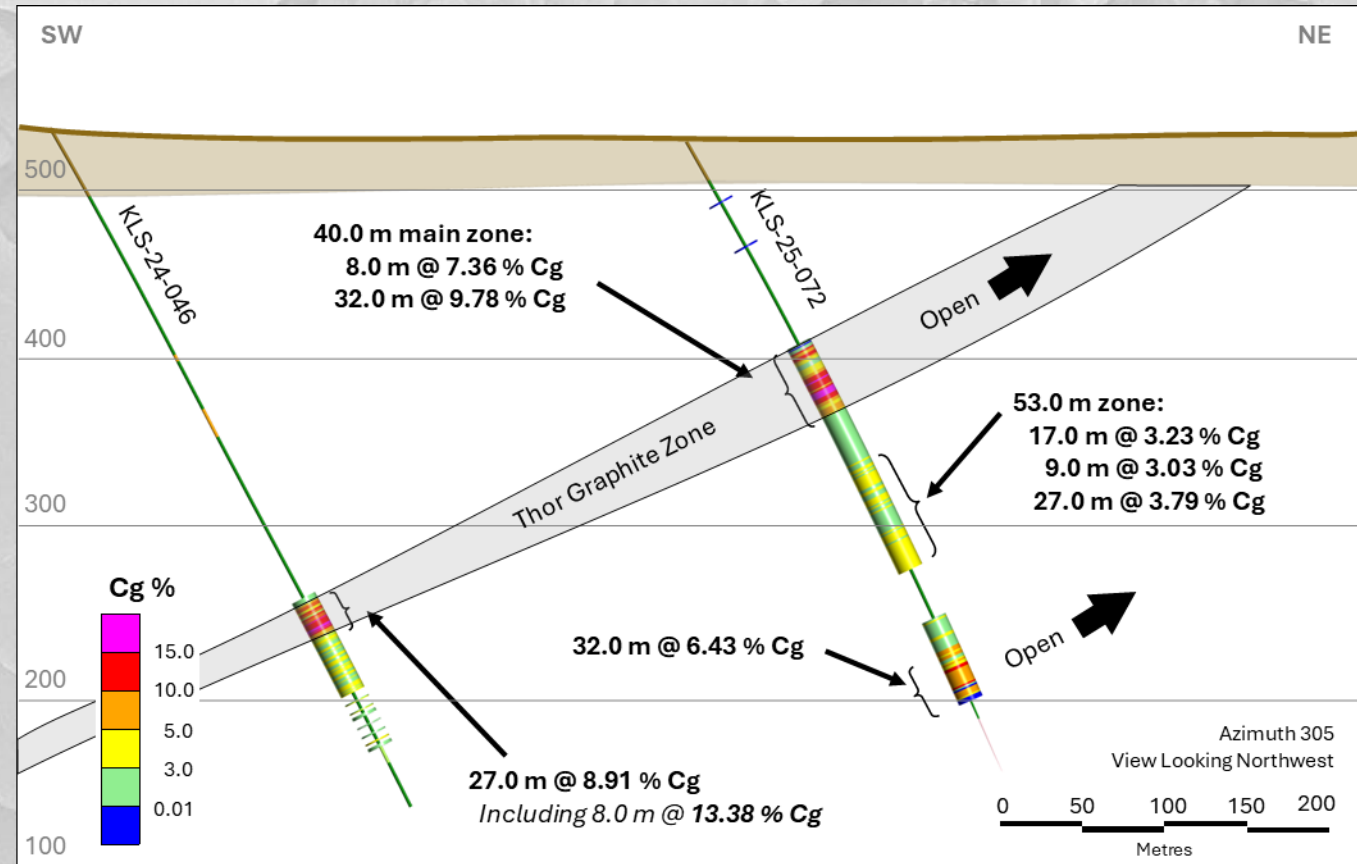 SW
NE
500
KLS-24-046
KLS-25-072
40.0 m main zone:
8.0 m @ 7.36 % Cg
32.0 m @ 9.78 % Cg
Open
400
53.0 m zone:
17.0 m @ 3.23 % Cg
9.0 m @ 3.03 % Cg
27.0 m @ 3.79 % Cg
Thor Graphite Zone
300
Cg %
15.0
10.0
5.0
3.0
0.01
32.0 m @ 6.43 % Cg
Open
200
27.0 m @ 8.91 % Cg
Including 8.0 m @ 13.38 % Cg
Azimuth 305
View Looking Northwest
0 50 100 150 200
Metres
100